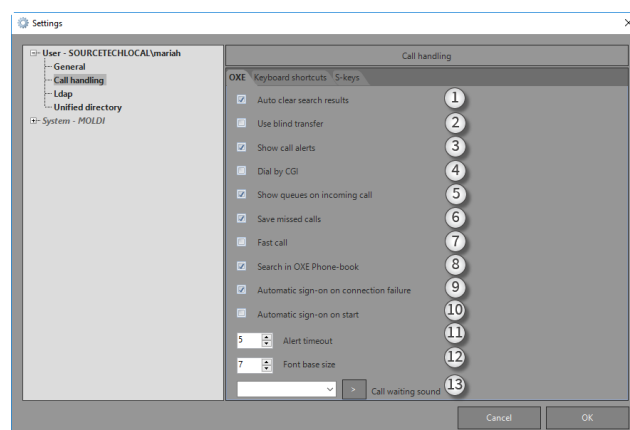 Settings
User - SOURCETECHLOCAL\mariah
General
Call handling
Ldap
Unified directory
System - MOLDI
Call handling
OXE Keyboard shortcuts S-keys
Auto clear search results 1
Use blind transfer 2
Show call alerts 3
Dial by CGI 4
Show queues on incoming call 5
Save missed calls 6
Fast call 7
Search in OXE Phone-book 8
Automatic sign-on on connection failure 9
Automatic sign-on on start 10
5 Alert timeout 11
7 Font base size 12
> Call waiting sound 13
Cancel OK